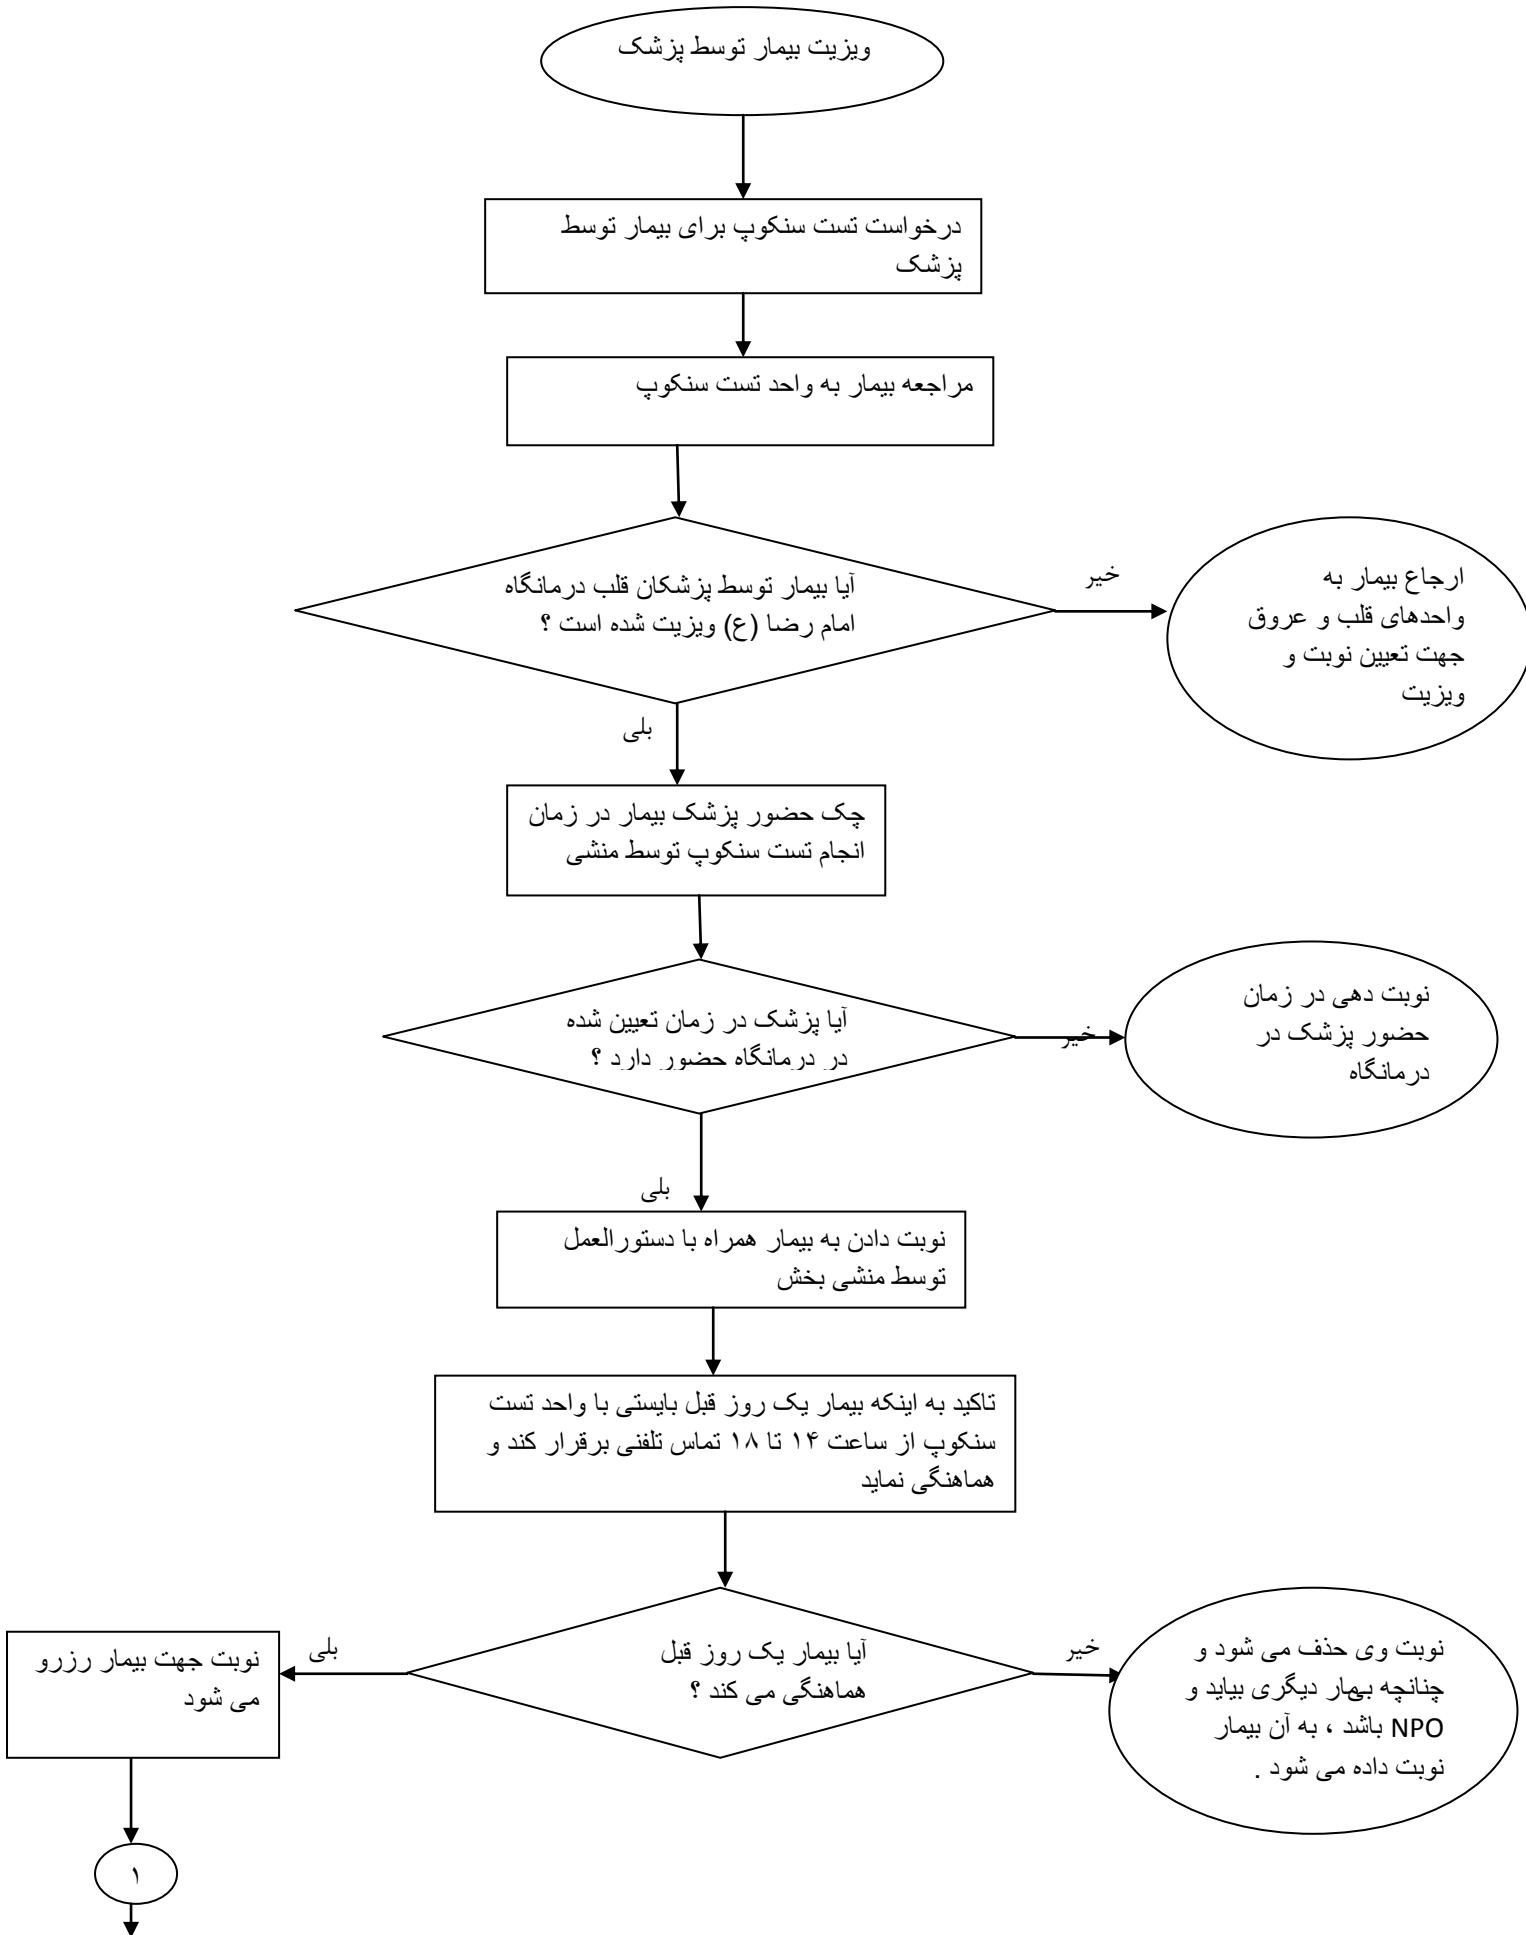 ویزیت بیمار توسط پزشک
درخواست تست سنکوپ برای بیمار توسط
پزشک
مراجعه بیمار به واحد تست سنکوپ
آیا بیمار توسط پزشکان قلب درمانگاه
امام رضا (ع) ویزیت شده است ؟
خیر
ارجاع بیمار به
واحدهای قلب و عروق
جهت تعیین نوبت و
ویزیت
بلی
چک حضور پزشک بیمار در زمان
انجام تست سنکوپ توسط منشی
آیا پزشک در زمان تعیین شده
در درمانگاه حضور دارد ؟
خیر
نوبت دهی در زمان
حضور پزشک در
درمانگاه
بلی
نوبت دادن به بیمار همراه با دستورالعمل
توسط منشی بخش
تاکید به اینکه بیمار یک روز قبل بایستی با واحد تست
سنکوپ از ساعت ۱۴ تا ۱۸ تماس تلفنی برقرار کند و
هماهنگی نماید
آیا بیمار یک روز قبل
هماهنگی می کند ؟
خیر
نوبت وی حذف می شود و
چنانچه بیمار دیگری بیاید و
NPO باشد ، به آن بیمار
نوبت داده می شود .
بلی
نوبت جهت بیمار رزرو
می شود
۱